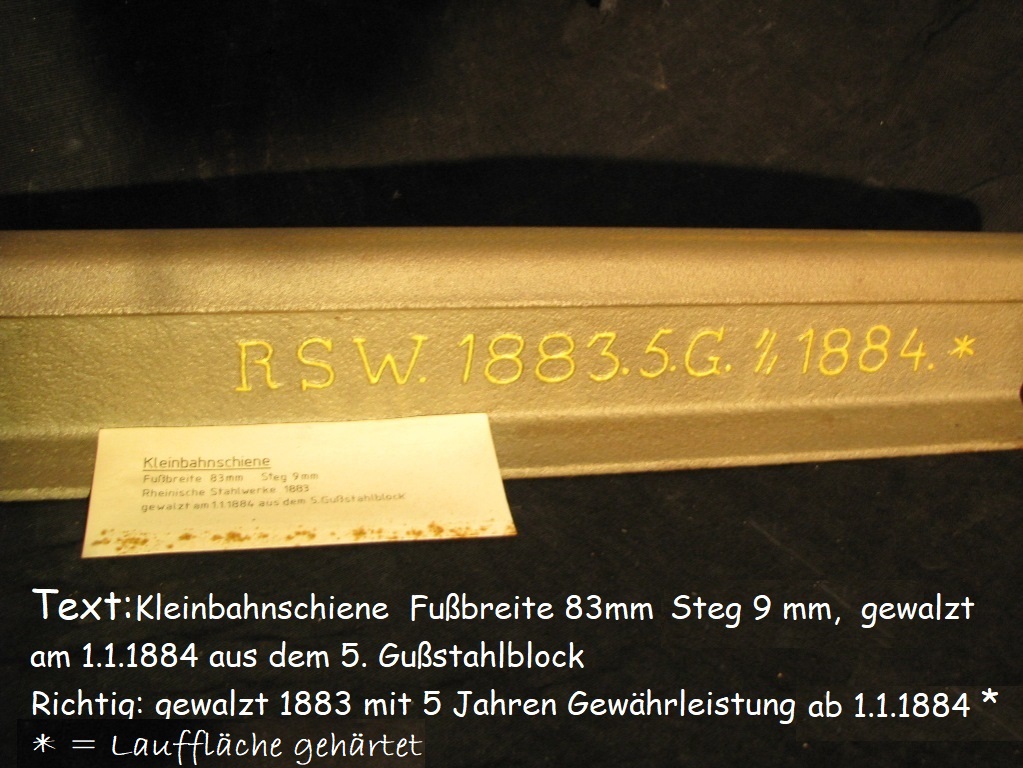 R S W. 1883.5.G. 1/1 1884.*
Kleinbahnschiene
Fußbreite 83mm Steg 9mm
Rheinische Stahlwerke 1883
gewalzt am 1.1.1884 aus dem 5.Gußstahlblock
Text:Kleinbahnschiene Fußbreite 83mm Steg 9 mm, gewalzt
am 1.1.1884 aus dem 5. Gußstahlblock
Richtig: gewalzt 1883 mit 5 Jahren Gewährleistung ab 1.1.1884 *
* = Lauffläche gehärtet